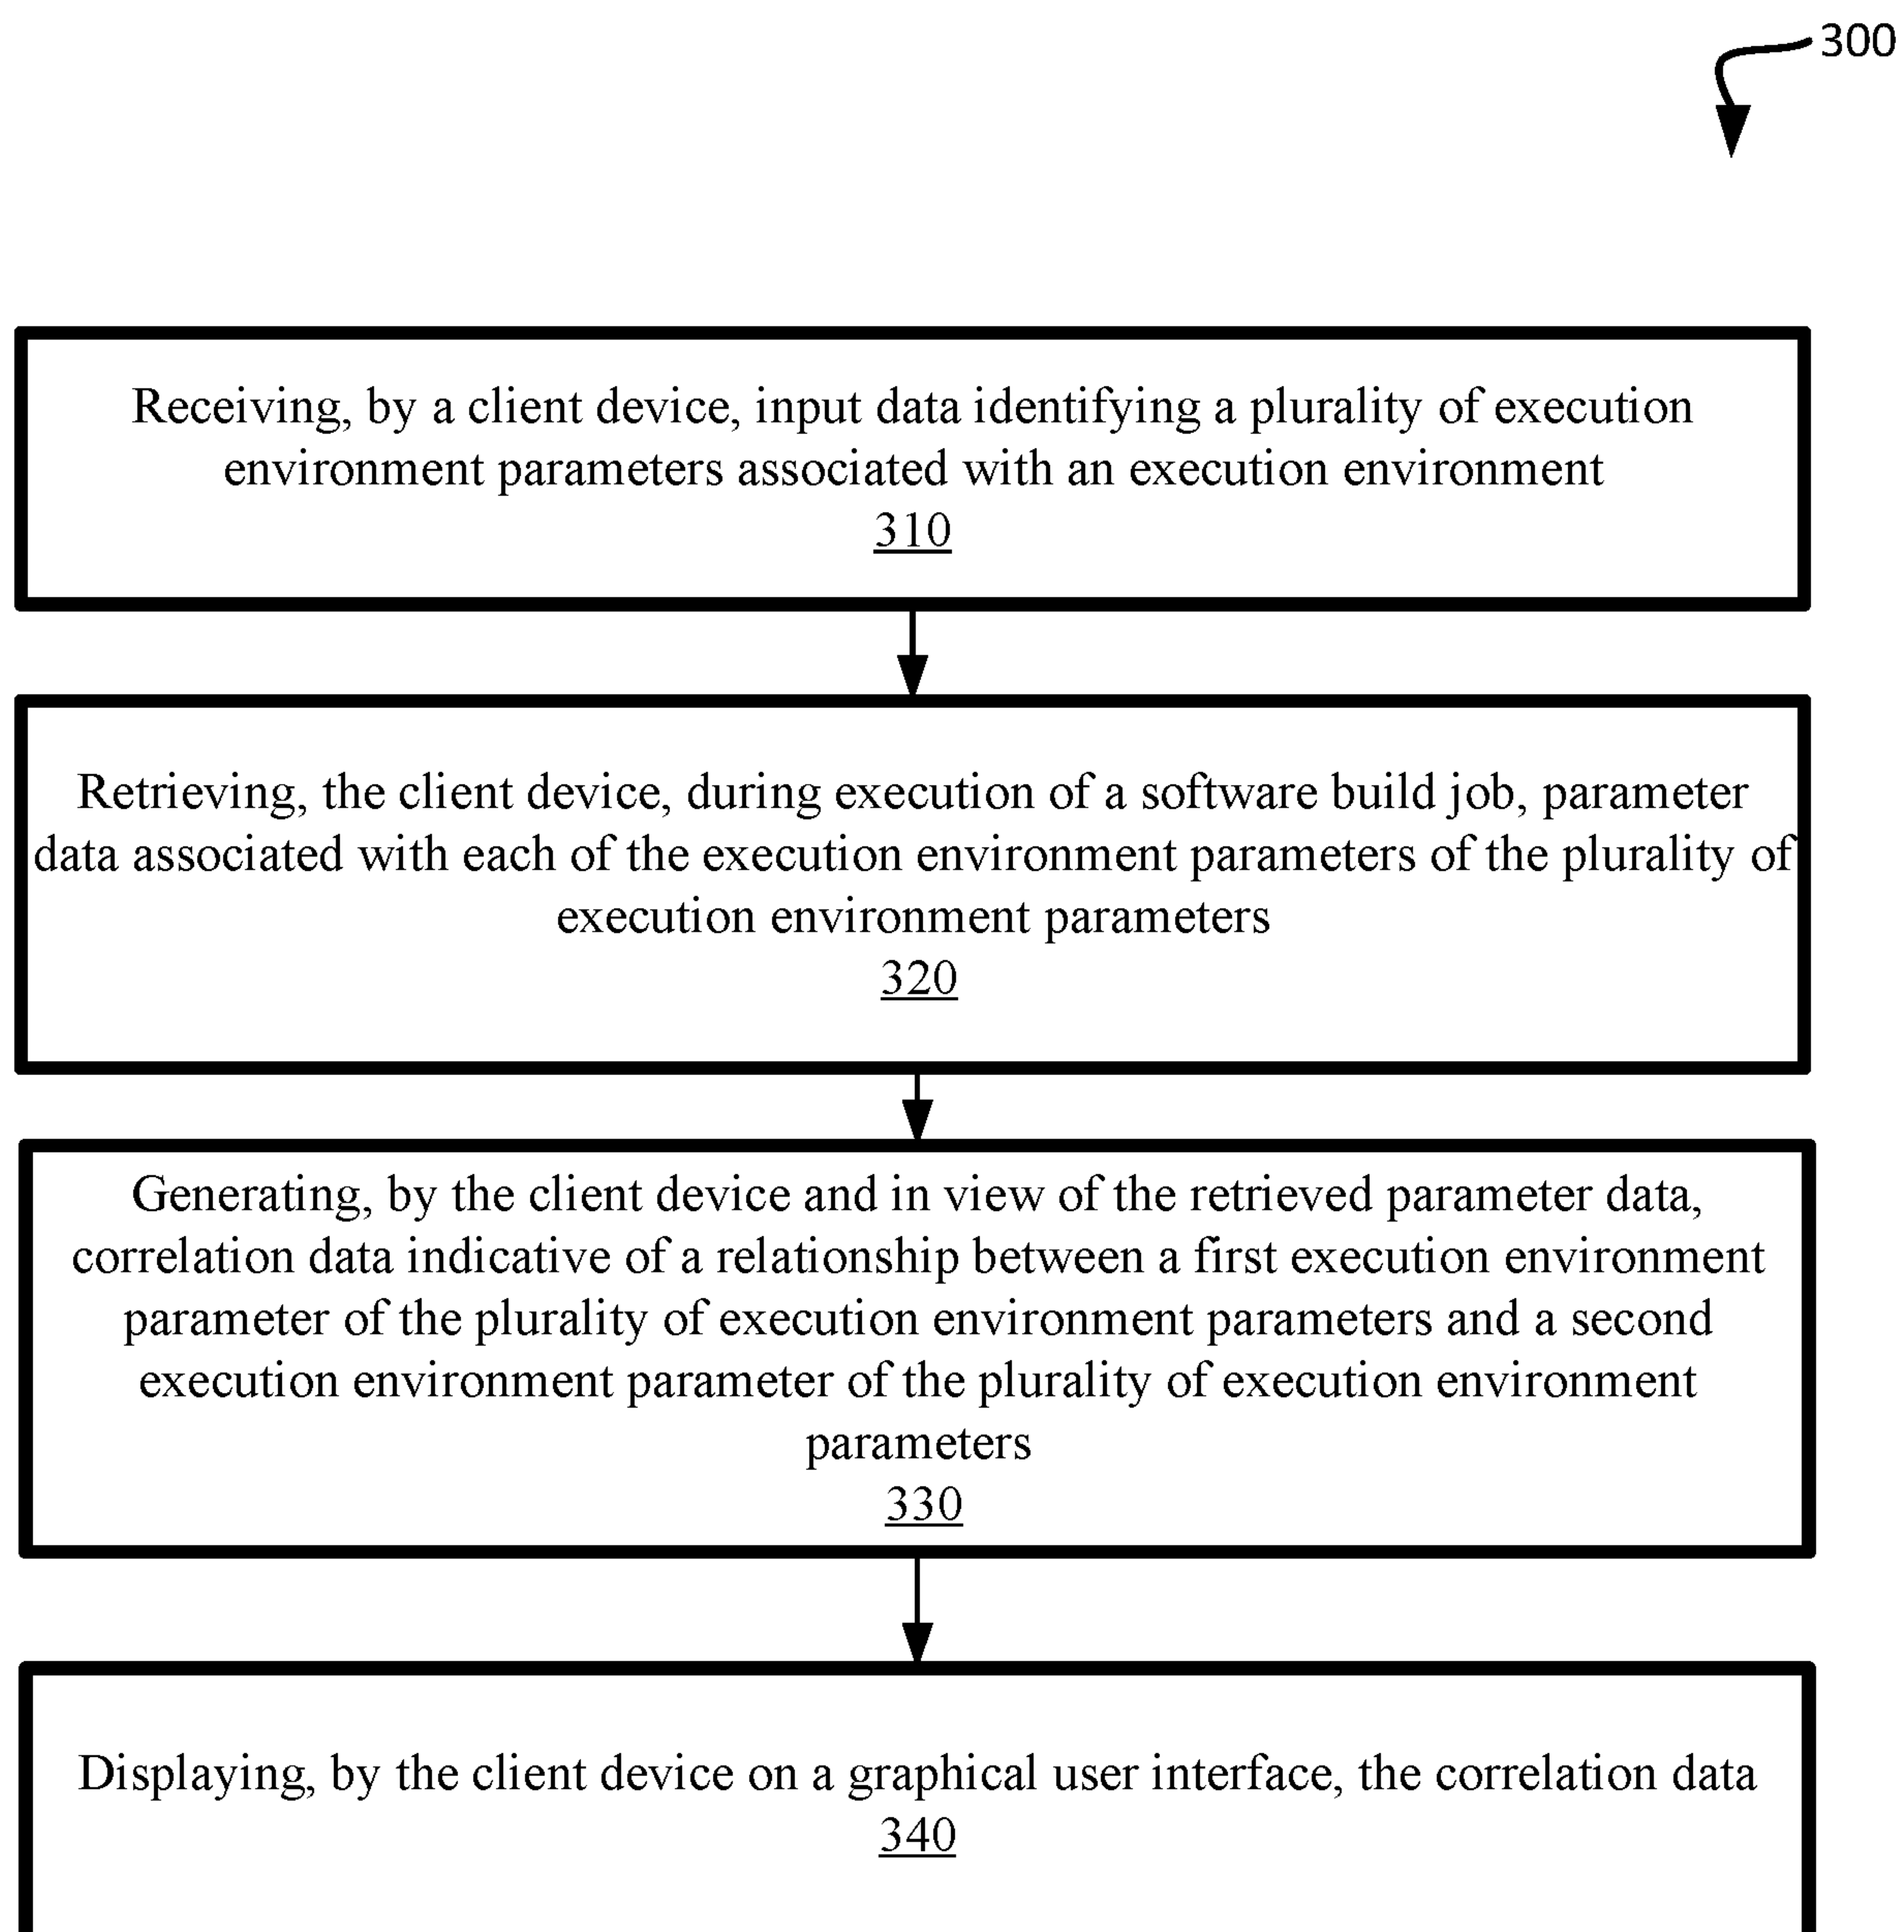 300
Receiving, by a client device, input data identifying a plurality of execution
environment parameters associated with an execution environment
310
Retrieving, the client device, during execution of a software build job, parameter
data associated with each of the execution environment parameters of the plurality of
execution environment parameters
320
Generating, by the client device and in view of the retrieved parameter data,
correlation data indicative of a relationship between a first execution environment
parameter of the plurality of execution environment parameters and a second
execution environment parameter of the plurality of execution environment
parameters
330
Displaying, by the client device on a graphical user interface, the correlation data
340